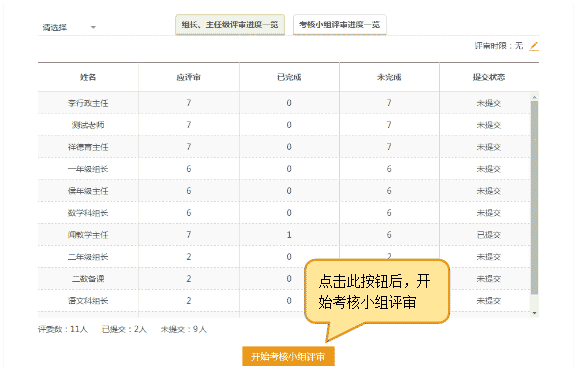 请选择 组长、主任级评审进度一览 考核小组评审进度一览
评审时限：无
姓名 应评审 已完成 未完成 提交状态
李行政主任 7 0 7 未提交
测试老师 7 0 7 未提交
祥德育主任 7 0 7 未提交
一年级组长 6 0 6 未提交
侯年级主任 6 0 6 未提交
数学科组长 6 0 6 未提交
闻教学主任 7 1 6 已提交
二年级组长 2 0 2 未提交
二数备课 2 0 未提交
语文科组长 2 0 未提交
点击此按钮后，开
始考核小组评审
评委数：11人 已提交：2人 未提交：9人
开始考核小组评审